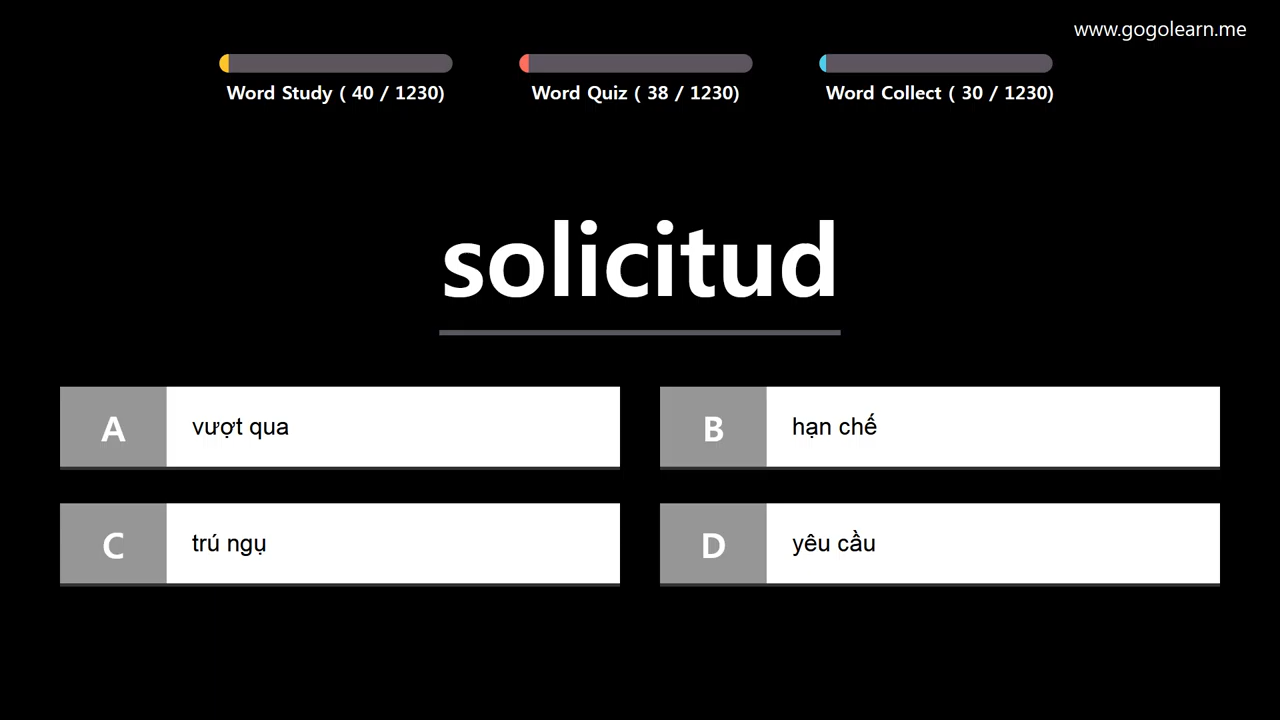 www.gogolearn.me
Word Study ( 40 / 1230)
Word Quiz ( 38 / 1230)
Word Collect ( 30 / 1230)
solicitud
A vượt qua
B hạn chế
C trú ngụ
D yêu cầu